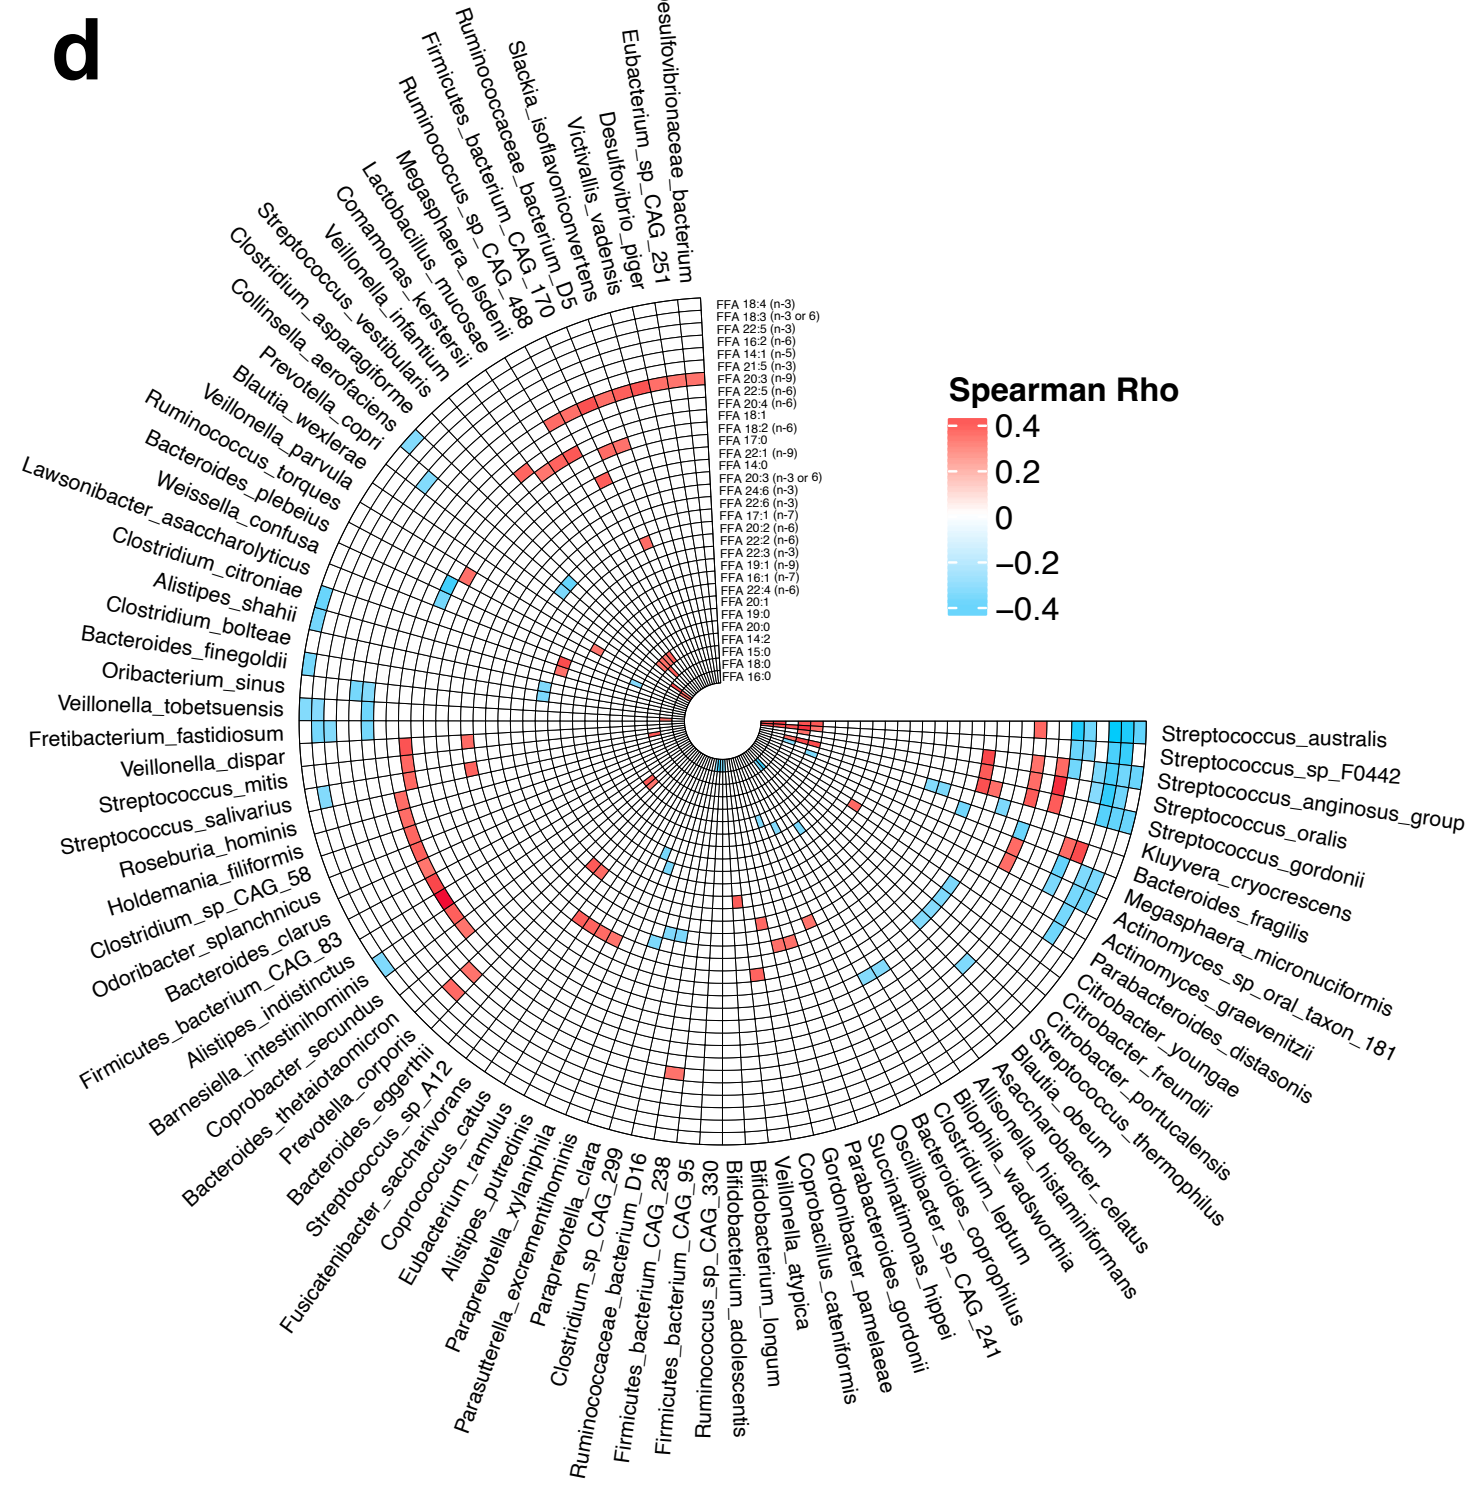 d
esulfovibrionaceae_bacterium
Eubacterium_sp_CAG_251
Desulfovibrio_piger
Victivallis_vadensis
Slackia_isoflavoniconvertens
Ruminococcaceae_bacterium_D5
Firmicutes_bacterium_CAG_170
Ruminococcus_sp_CAG_488
Megasphaera_elsdenii
Lactobacillus_mucosae
Comamonas_kerstersii
Veillonella_infantium
Streptococcus_vestibularis
Clostridium_asparagiforme
Collinsella_aerofaciens
Prevotella_copri
Blautia_wexlerae
Veillonella_parvula
Ruminococcus_torques
Bacteroides_plebeius
Weissella_confusa
Lawsonibacter_asaccharolyticus
Clostridium_citroniae
Alistipes_shahii
Clostridium_bolteae
Bacteroides_finegoldii
Oribacterium_sinus
Veillonella_tobetsuensis
Fretibacterium_fastidiosum
Veillonella_dispar
Streptococcus_mitis
Streptococcus_salivarius
Roseburia_hominis
Holdemania_filiformis
Clostridium_sp_CAG_58
Odoribacter_splanchnicus
Bacteroides_clarus
Firmicutes_bacterium_CAG_83
Alistipes_indistinctus
Barnesiella_intestinihominis
Coprobacter_secundus
Bacteroides_thetaiotaomicron
Prevotella_corporis
Bacteroides_eggerthii
Streptococcus_sp_A12
Fusicatenibacter_saccharivorans
Coprococcus_catus
Eubacterium_ramulus
Alistipes_putredinis
Paraprevotella_xylaniphila
Parasutterella_excrementihominis
Paraprevotella_clara
Clostridium_sp_CAG_299
Ruminococcaceae_bacterium_D16
Firmicutes_bacterium_CAG_238
Firmicutes_bacterium_CAG_95
Ruminococcus_sp_CAG_330
Bifidobacterium_adolescentis
Bifidobacterium_longum
Veillonella_atypica
Coprobacillus_cateniformis
Gordonibacter_pamelaeae
Parabacteroides_gordonii
Succinatimonas_hippei
Oscillibacter_sp_CAG_241
Bacteroides_coprophilus
Clostridium_leptum
Bilophila_wadsworthia
Allisonella_histaminiformans
Asaccharobacter_celatus
Blautia_obeum
Streptococcus_thermophilus
Citrobacter_portucalensis
Citrobacter_freundii
Citrobacter_youngae
Parabacteroides_distasonis
Actinomyces_graevenitzii
Actinomyces_sp_oral_taxon_181
Megasphaera_micronuciformis
Bacteroides_fragilis
Kluyvera_cryocrescens
Streptococcus_gordonii
Streptococcus_oralis
Streptococcus_anginosus_group
Streptococcus_sp_F0442
Streptococcus_australis
FFA 18:4 (n-3)
FFA 18:3 (n-3 or 6)
FFA 22:5 (n-3)
FFA 16:2 (n-6)
FFA 14:1 (n-5)
FFA 21:5 (n-3)
FFA 20:3 (n-9)
FFA 22:5 (n-6)
FFA 20:4 (n-6)
FFA 18:1
FFA 18:2 (n-6)
FFA 17:0
FFA 22:1 (n-9)
FFA 14:0
FFA 20:3 (n-3 or 6)
FFA 24:6 (n-3)
FFA 22:6 (n-3)
FFA 17:1 (n-7)
FFA 20:2 (n-6)
FFA 22:2 (n-6)
FFA 22:3 (n-3)
FFA 19:1 (n-9)
FFA 16:1 (n-7)
FFA 22:4 (n-6)
FFA 20:1
FFA 19:0
FFA 20:0
FFA 14:2
FFA 15:0
FFA 18:0
FFA 16:0
Spearman Rho
0.4
0.2
0
−0.2
−0.4